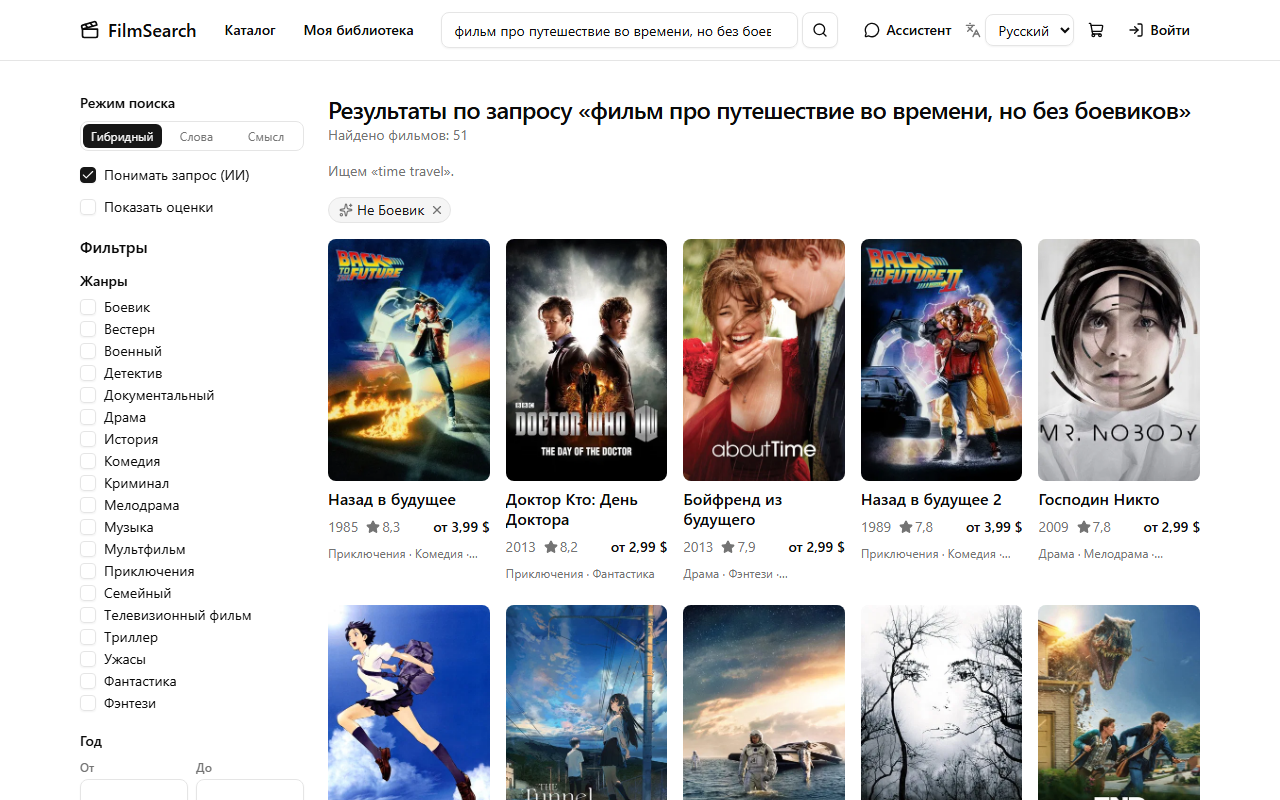 FilmSearch
Каталог
Моя библиотека
фильм про путешествие во времени, но без боев
Ассистент
Русский
Войти
Режим поиска
Гибридный
Слова
Смысл
Понимать запрос (ИИ)
Показать оценки
Фильтры
Жанры
Боевик
Вестерн
Военный
Детектив
Документальный
Драма
История
Комедия
Криминал
Мелодрама
Музыка
Мультфильм
Приключения
Семейный
Телевизионный фильм
Триллер
Ужасы
Фантастика
Фэнтези
Год
От
До
Результаты по запросу «фильм про путешествие во времени, но без боевиков»
Найдено фильмов: 51
Ищем «time travel».
Не Боевик
BACK
TO THE
FUTURE
Назад в будущее
1985 8,3 от 3,99 $
Приключения · Комедия ·...
BBC
DOCTOR WHO
THE DAY OF THE DOCTOR
Доктор Кто: День
Доктора
2013 8,2 от 2,99 $
Приключения · Фантастика
aboutTime
Бойфренд из
будущего
2013 7,9 от 2,99 $
Драма · Фэнтези ·...
BACK
TO THE
FUTURE II
Назад в будущее 2
1989 7,8 от 3,99 $
Приключения · Комедия ·...
MR. NOBODY
Господин Никто
2009 7,8 от 2,99 $
Драма · Мелодрама ·...
THE
Tunnel